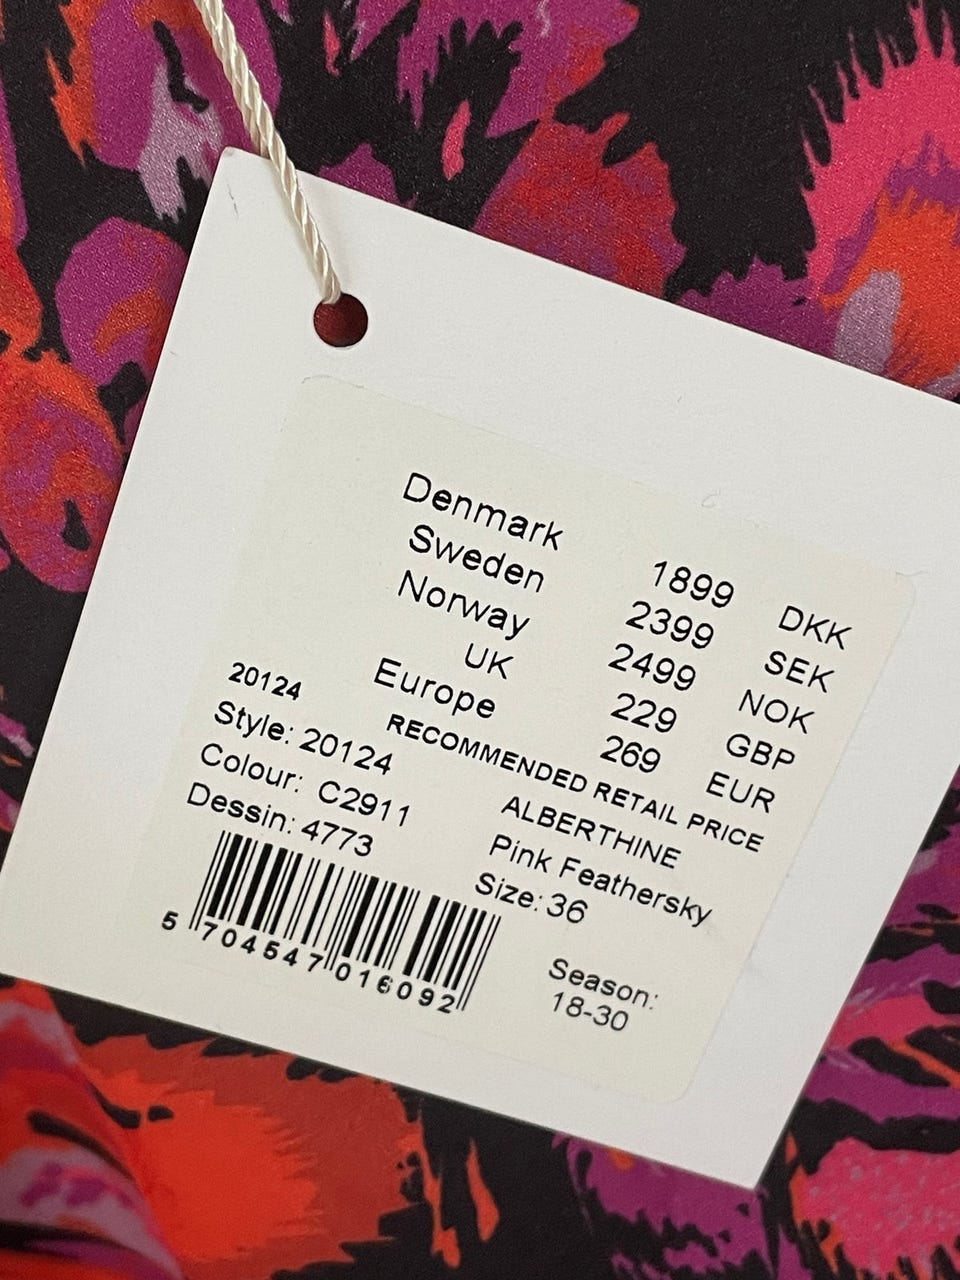 Denmark 1899 DKK
Sweden 2399 SEK
Norway 2499 NOK
UK 229 GBP
Europe 269 EUR
20124 RECOMMENDED RETAIL PRICE
Style: 20124 ALBERTHINE
Colour: C2911 Pink Feathersky
Dessin: 4773 Size: 36
5 704547 016092
Season:
18-30